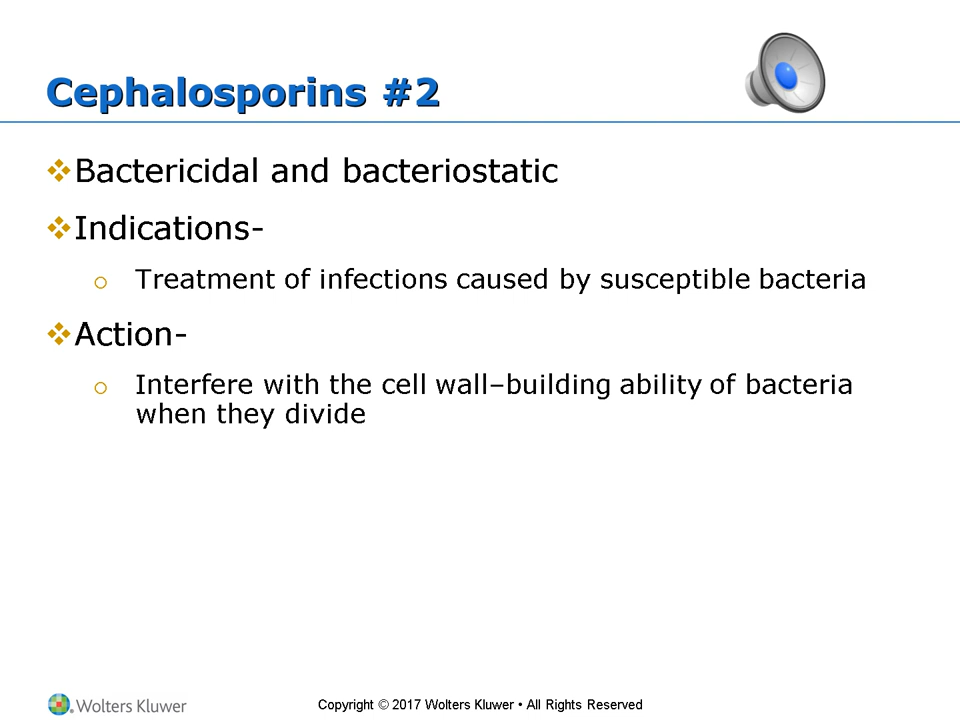 Cephalosporins #2
Bactericidal and bacteriostatic
Indications-
Treatment of infections caused by susceptible bacteria
Action-
Interfere with the cell wall–building ability of bacteria
when they divide
Wolters Kluwer
Copyright © 2017 Wolters Kluwer • All Rights Reserved